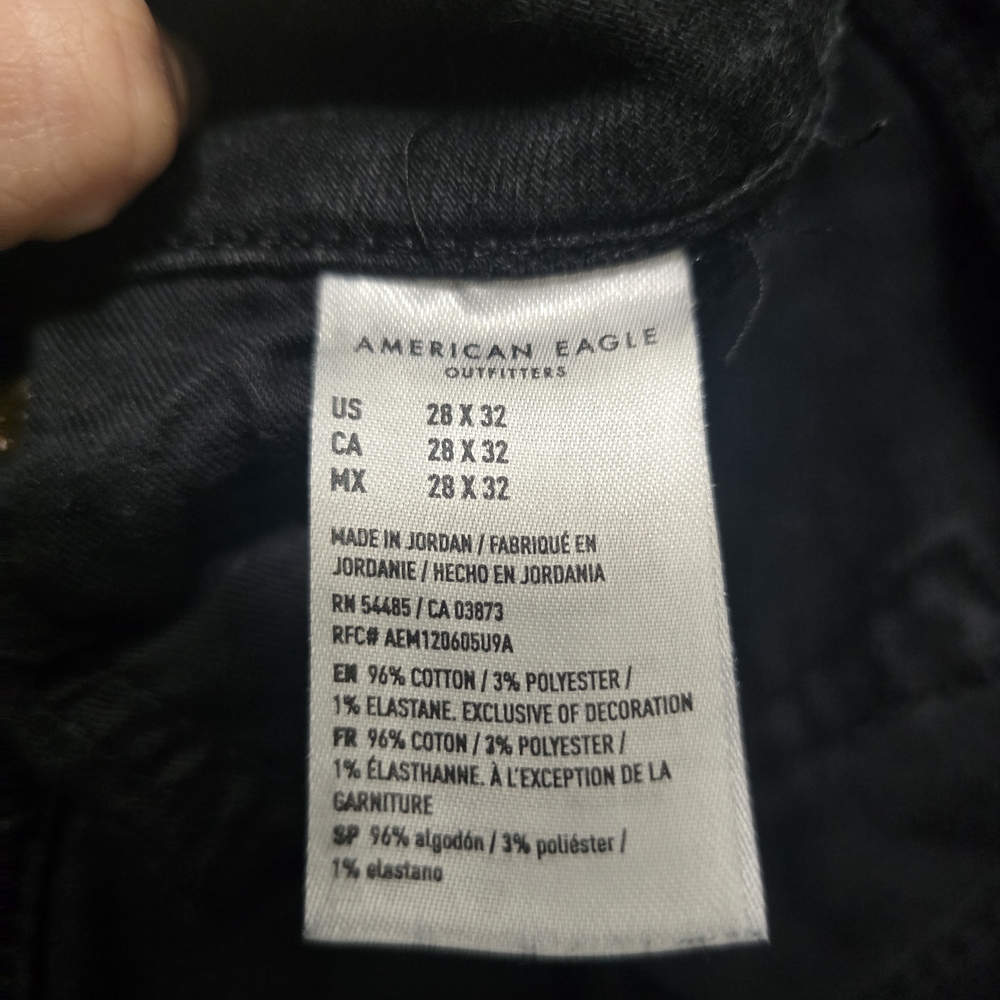 AMERICAN EAGLE
OUTFITTERS
US 28 X 32
CA 28 X 32
MX 28 X 32
MADE IN JORDAN / FABRIQUÉ EN
JORDANIE / HECHO EN JORDANIA
RN 54485 / CA 03873
RFC# AEM120605U9A
EN 96% COTTON / 3% POLYESTER /
1% ELASTANE. EXCLUSIVE OF DECORATION
FR 96% COTON / 3% POLYESTER /
1% ÉLASTHANNE. À L'EXCEPTION DE LA
GARNITURE
SP 96% algodón / 3% poliéster /
1% elastano